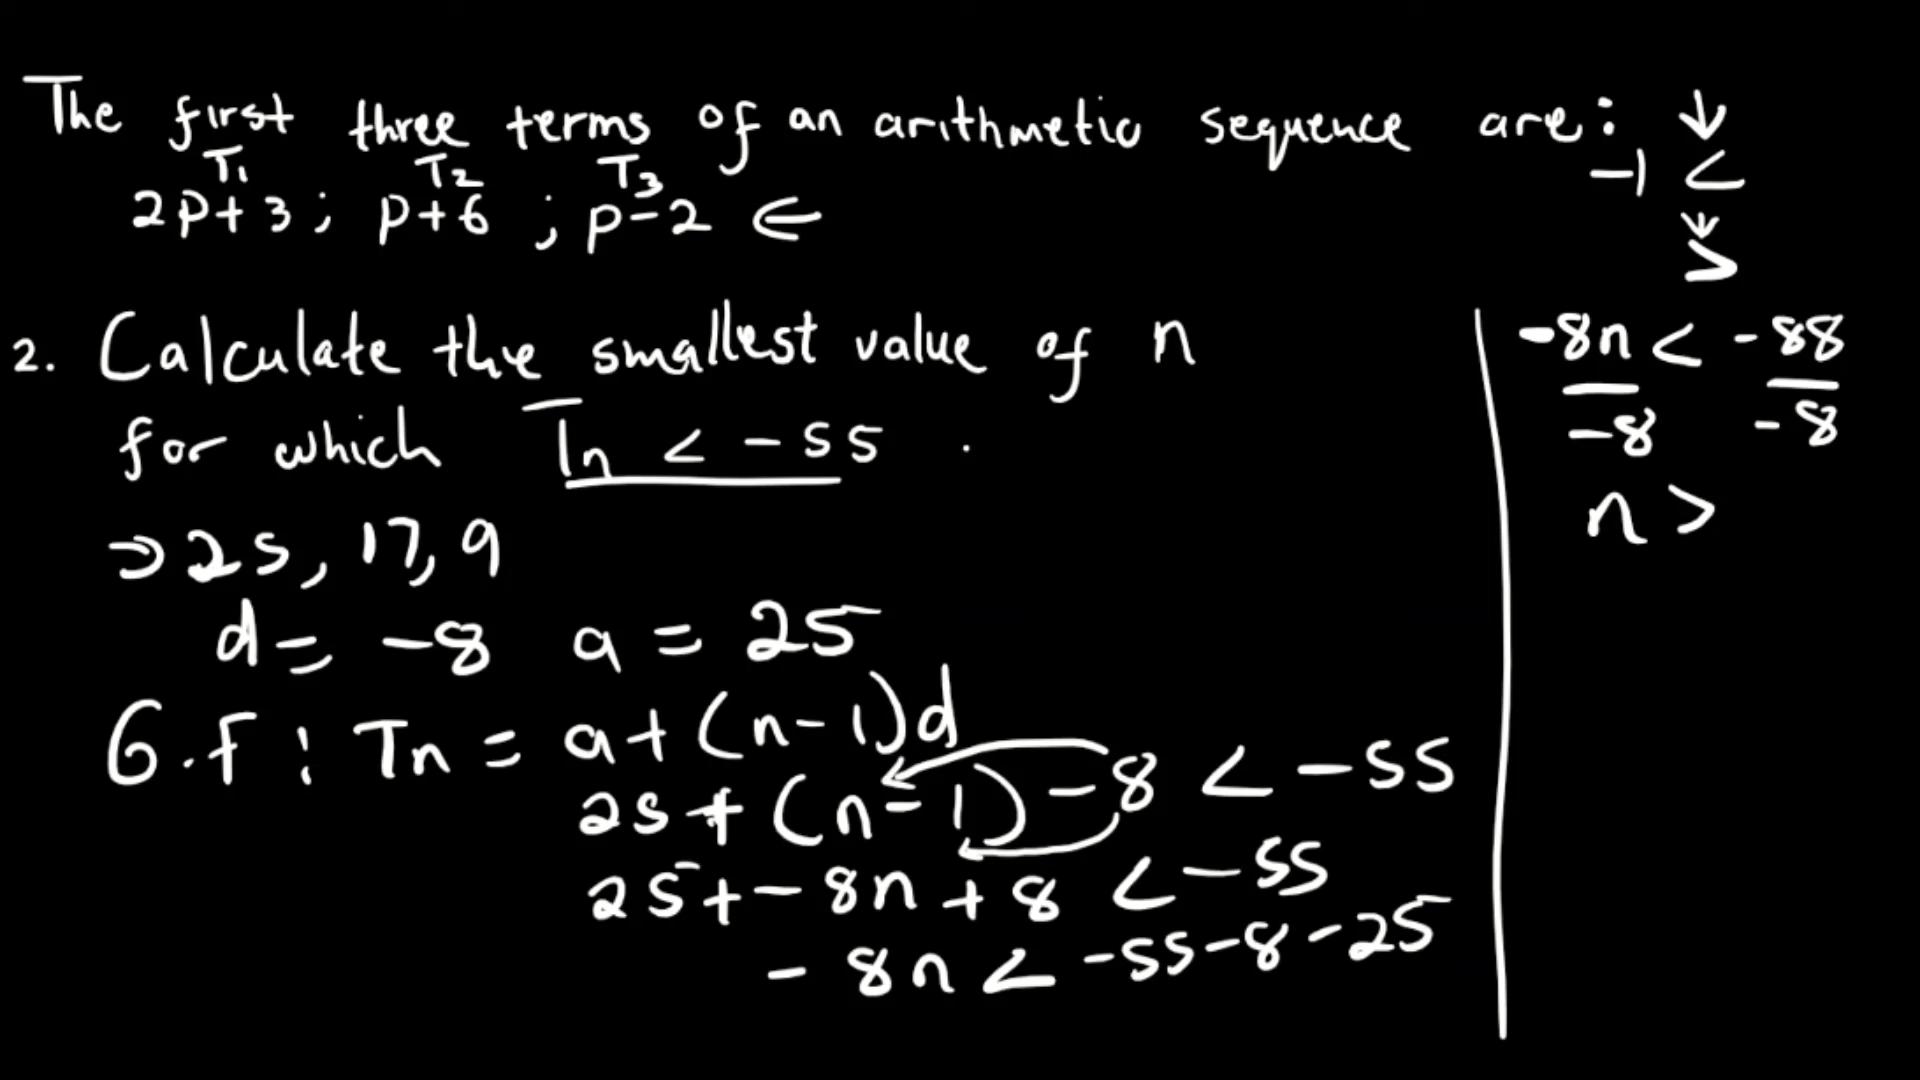 The first three terms of an arithmetic sequence are:
T1 T2 T3
2p+3; p+6; p-2
-1 <
>
2. Calculate the smallest value of n
for which Tn < -55.
⇒ 25, 17, 9
d = -8 a = 25
G.F: Tn = a+(n-1)d
25+(n-1)-8 < -55
25+-8n+8 < -55
-8n < -55-8-25
-8n < -88
-8 -8
n >